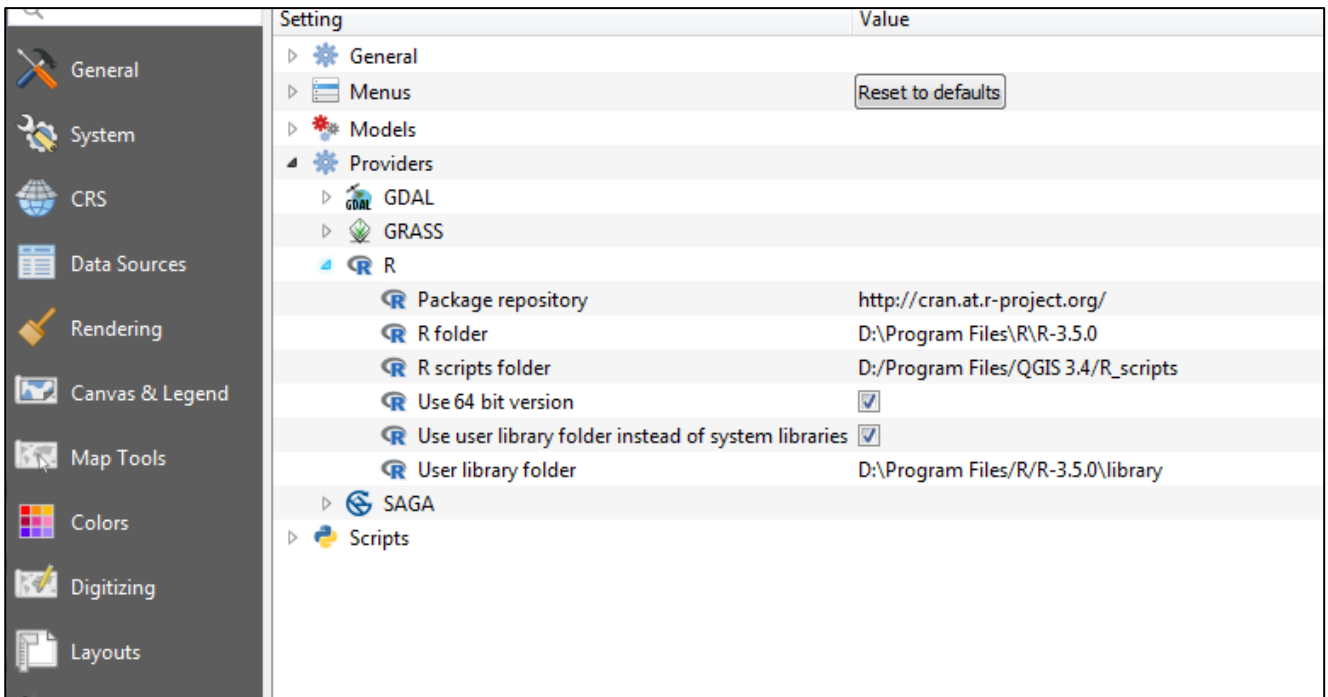 Setting Value
General
Menus Reset to defaults
Models
Providers
GDAL GDAL
GRASS
R R
R Package repository http://cran.at.r-project.org/
R R folder D:\Program Files\R\R-3.5.0
R R scripts folder D:/Program Files/QGIS 3.4/R_scripts
R Use 64 bit version
R Use user library folder instead of system libraries
R User library folder D:\Program Files/R/R-3.5.0\library
SAGA
Scripts
General
System
CRS
Data Sources
Rendering
Canvas & Legend
Map Tools
Colors
Digitizing
Layouts